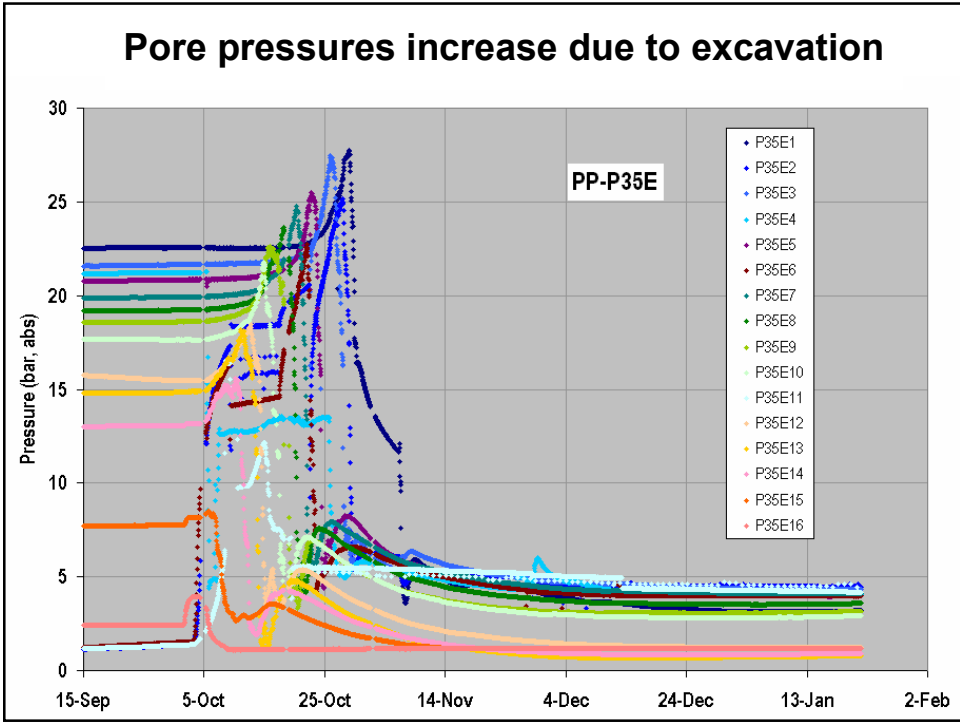 Pore pressures increase due to excavation
30
25
20
15
10
5
0
Pressure (bar, abs)
PP-P35E
P35E1
P35E2
P35E3
P35E4
P35E5
P35E6
P35E7
P35E8
P35E9
P35E10
P35E11
P35E12
P35E13
P35E14
P35E15
P35E16
15-Sep 5-Oct 25-Oct 14-Nov 4-Dec 24-Dec 13-Jan 2-Feb